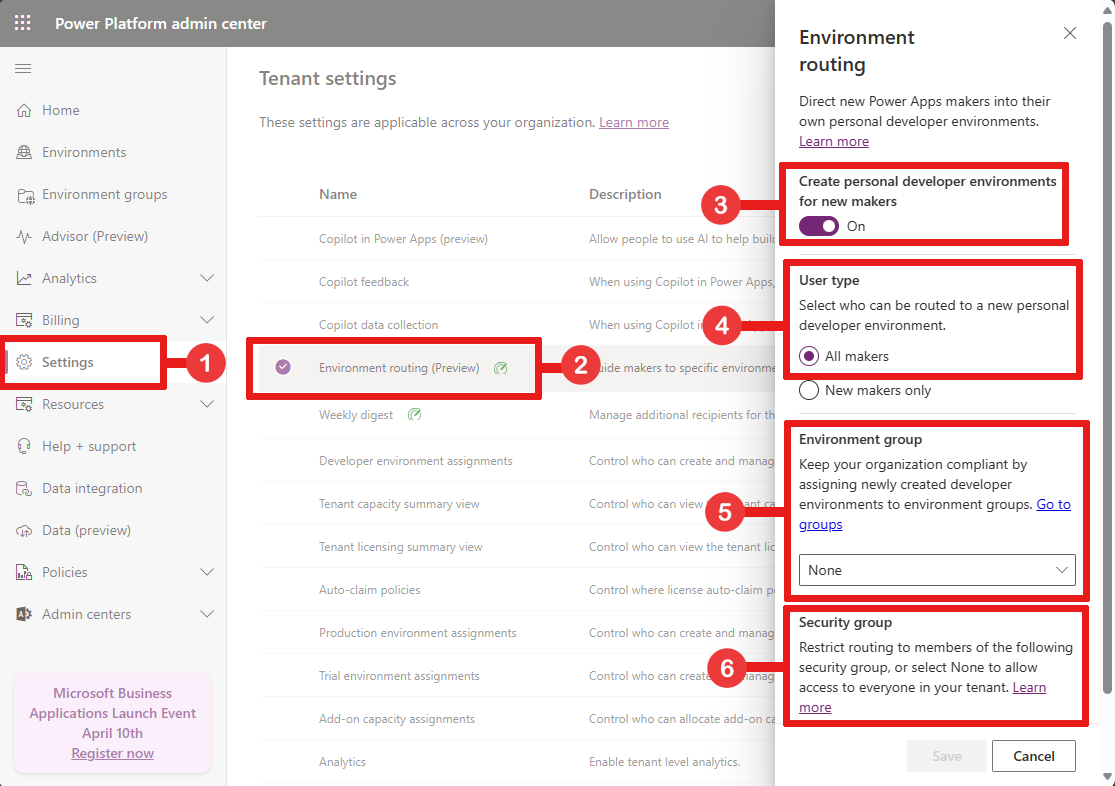 Power Platform admin center
Home
Environments
Environment groups
Advisor (Preview)
Analytics
Billing
Settings
1
Resources
Help + support
Data integration
Data (preview)
Policies
Admin centers
Microsoft Business
Applications Launch Event
April 10th
Register now
Tenant settings
These settings are applicable across your organization. Learn more
Name Description
Copilot in Power Apps (preview) Allow people to use AI to help
Copilot feedback When using Copilot in Power Apps,
Copilot data collection When using Copilot
Environment routing (Preview) 2 makers to specific
Weekly digest Manage additional recipients for
Developer environment assignments Control who can create and
Tenant capacity summary view Control who can view
Tenant licensing summary view Control who can view the tenant
Auto-claim policies Control where license auto-claim
Production environment assignments Control who can create and
Trial environment assignments Control who can
Add-on capacity assignments Control who can allocate add-on
Analytics Enable tenant level analytics.
Environment
routing
Direct new Power Apps makers into their
own personal developer environments.
Learn more
3
Create personal developer environments
for new makers
On
4
User type
Select who can be routed to a new personal
developer environment.
All makers
New makers only
5
Environment group
Keep your organization compliant by
assigning newly created developer
environments to environment groups. Go to
groups
None
6
Security group
Restrict routing to members of the following
security group, or select None to allow
access to everyone in your tenant. Learn
more
Save Cancel